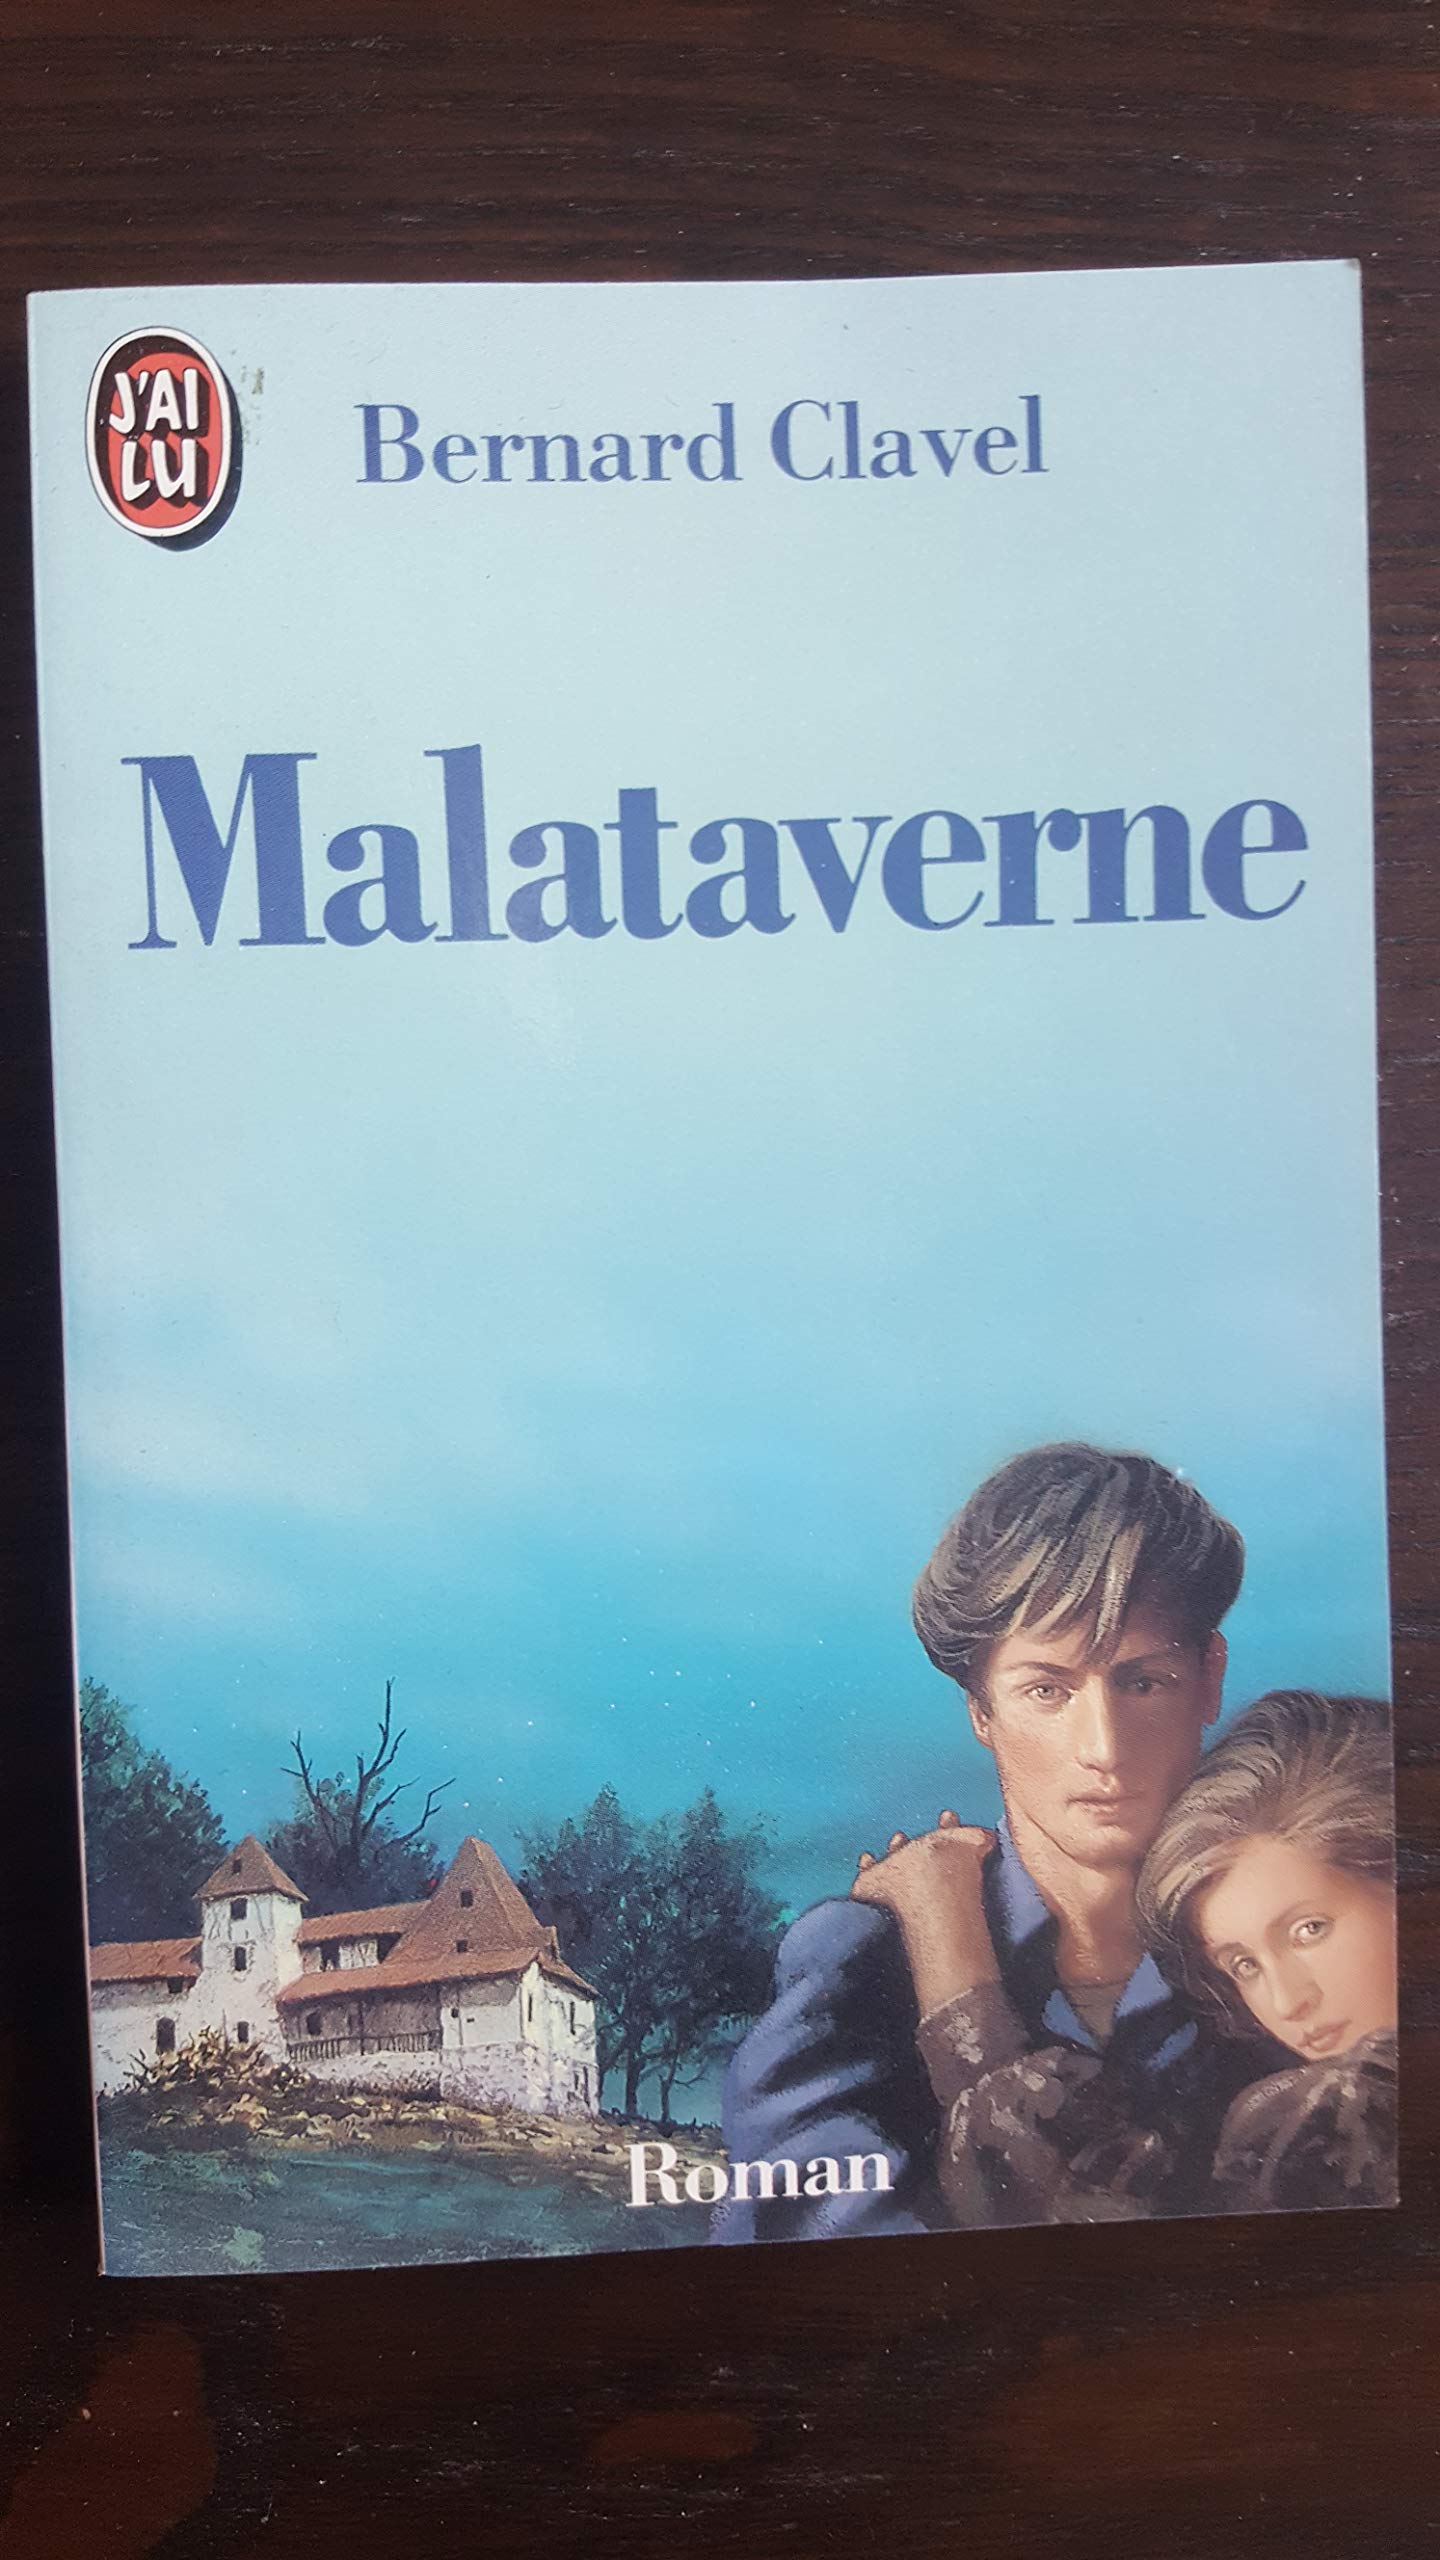 J'AI
LU
Bernard Clavel
Malataverne
Roman